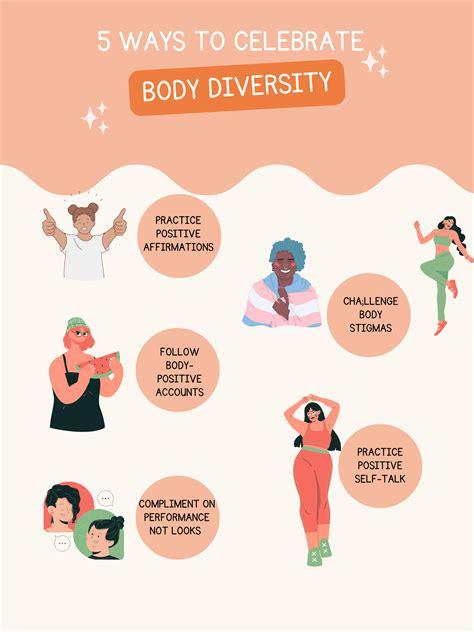 5 WAYS TO CELEBRATE
BODY DIVERSITY
PRACTICE
POSITIVE
AFFIRMATIONS
CHA;LLENGE
BODY
STIGMAS
FOLLOW
BODY-
POSITIVE
ACCOUNTS
PRACTICE
POSITIVE
SELF-TALK
COMPLIMENT ON
PERFORMANCE
NOT LOOKS